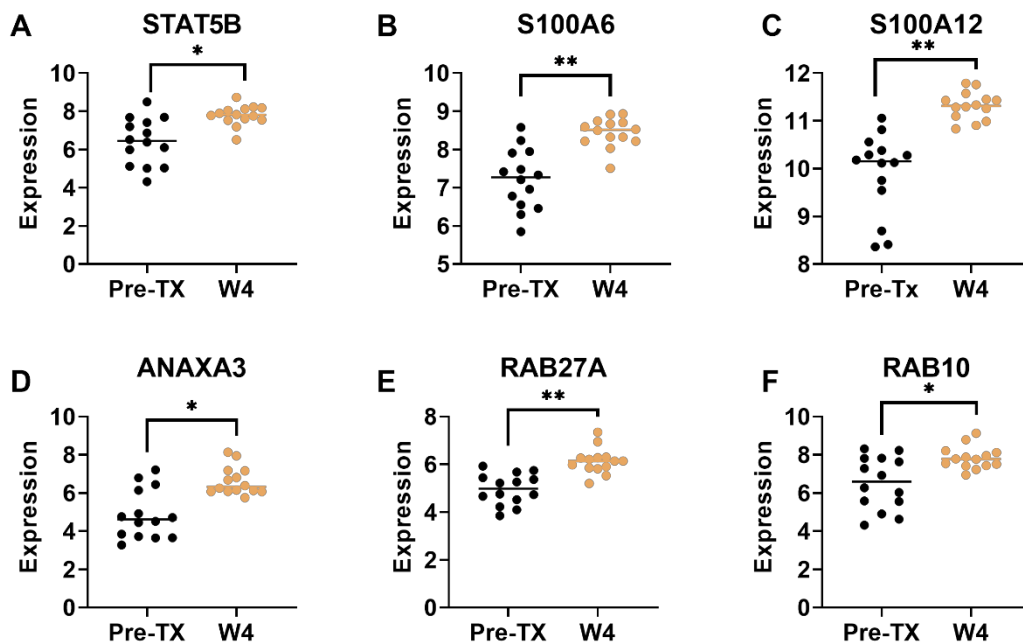 A STAT5B
*
Expression
10
8
6
4
2
0
Pre-TX W4
B S100A6
**
Expression
10
9
8
7
6
5
Pre-TX W4
C S100A12
**
Expression
12
11
10
9
8
Pre-Tx W4
D ANAXA3
*
Expression
10
8
6
4
2
0
Pre-TX W4
E RAB27A
**
Expression
8
6
4
2
0
Pre-TX W4
F RAB10
*
Expression
10
8
6
4
2
0
Pre-TX W4